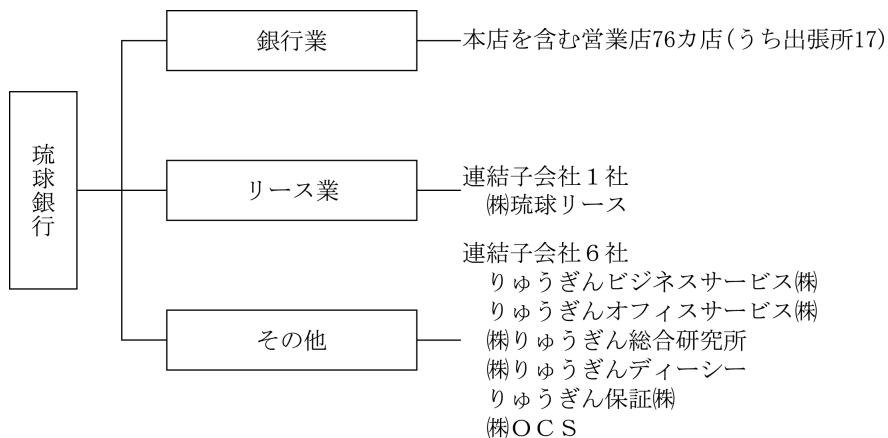 琉球銀行
銀行業
本店を含む営業店76カ店(うち出張所17)
リース業
連結子会社1社
㈱琉球リース
その他
連結子会社6社
りゅうぎんビジネスサービス㈱
りゅうぎんオフィスサービス㈱
㈱りゅうぎん総合研究所
㈱りゅうぎんディーシー
りゅうぎん保証㈱
㈱OCS